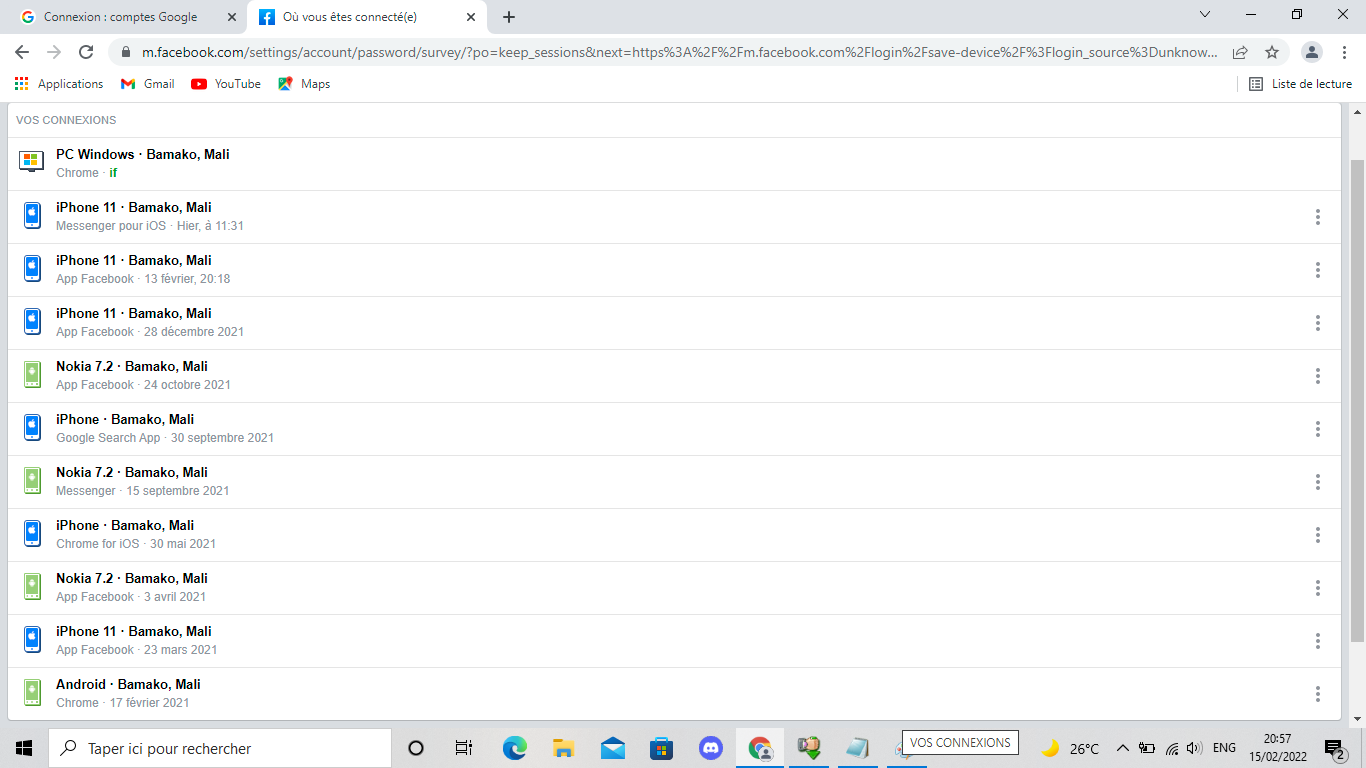 Connexion : comptes Google
Où vous êtes connecté(e)
m.facebook.com/settings/account/password/survey/?po=keep_sessions&next=https%3A%2F%2Fm.facebook.com%2Flogin%2Fsave-device%2F%3Flogin_source%3Dunknow...
Applications
Gmail
YouTube
Maps
Liste de lecture
VOS CONNEXIONS
PC Windows · Bamako, Mali
Chrome · if
iPhone 11 · Bamako, Mali
Messenger pour iOS · Hier, à 11:31
iPhone 11 · Bamako, Mali
App Facebook · 13 février, 20:18
iPhone 11 · Bamako, Mali
App Facebook · 28 décembre 2021
Nokia 7.2 · Bamako, Mali
App Facebook · 24 octobre 2021
iPhone · Bamako, Mali
Google Search App · 30 septembre 2021
Nokia 7.2 · Bamako, Mali
Messenger · 15 septembre 2021
iPhone · Bamako, Mali
Chrome for iOS · 30 mai 2021
Nokia 7.2 · Bamako, Mali
App Facebook · 3 avril 2021
iPhone 11 · Bamako, Mali
App Facebook · 23 mars 2021
Android · Bamako, Mali
Chrome · 17 février 2021
Taper ici pour rechercher
VOS CONNEXIONS
26°C
ENG
20:57
15/02/2022
2